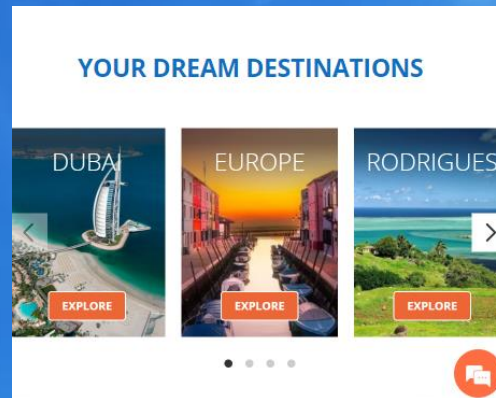 YOUR DREAM DESTINATIONS
DUBAI
EUROPE
RODRIGUES
EXPLORE
EXPLORE
EXPLORE